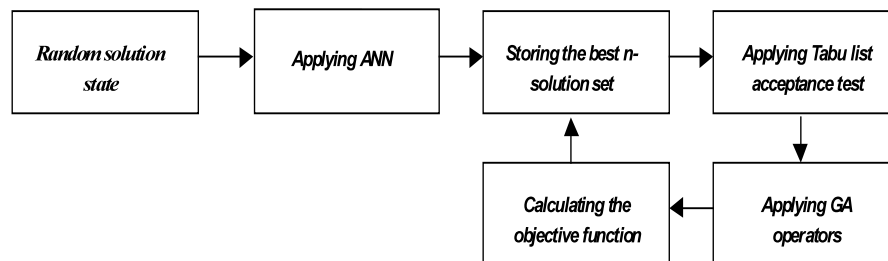 Random solution
state
Applying ANN
Storing the best n-
solution set
Applying Tabu list
acceptance test
Calculating the
objective function
Applying GA
operators